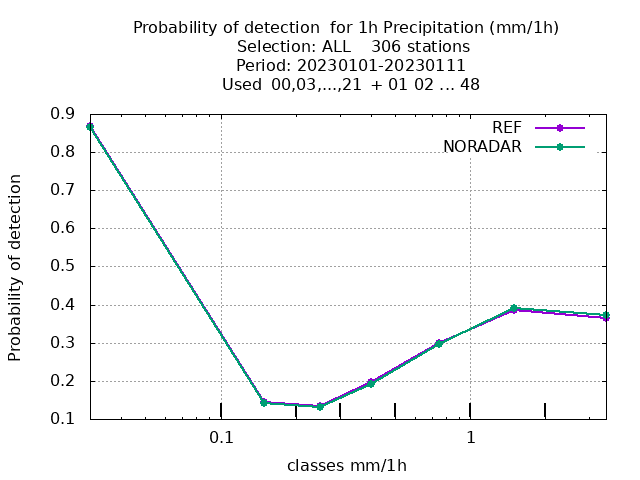 Probability of detection  for 1h Precipitation (mm/1h)
Selection: ALL    306 stations
Period: 20230101-20230111
Used  00,03,...,21  + 01 02 ... 48
REF
NORADAR
Probability of detection
0.9
0.8
0.7
0.6
0.5
0.4
0.3
0.2
0.1
0.1
1
classes mm/1h